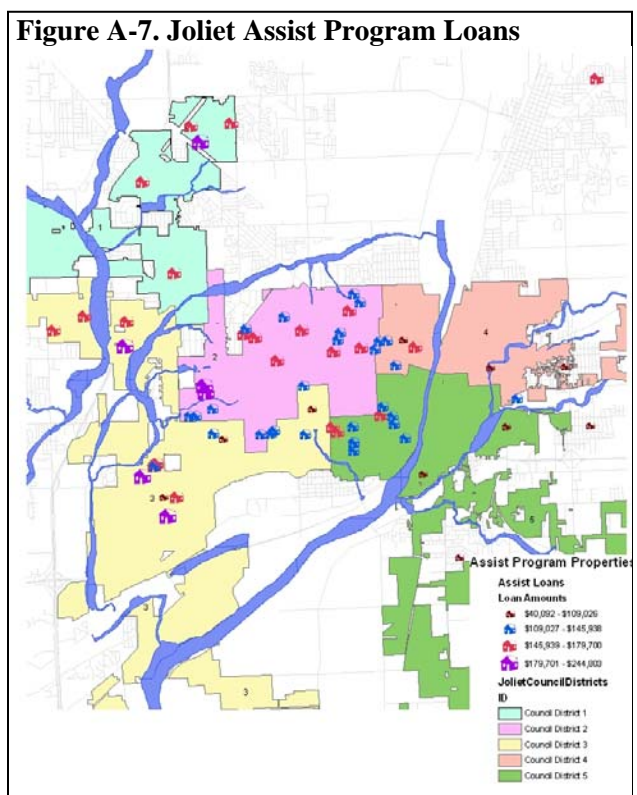 Figure A-7. Joliet Assist Program Loans
1
2
4
3
5
3
3
Assist Program Properties
Assist Loans
Loan Amounts
$40,092 - $109,026
$109,027 - $145,938
$145,939 - $179,700
$179,701 - $244,803
JolietCouncilDistricts
ID
Council District 1
Council District 2
Council District 3
Council District 4
Council District 5